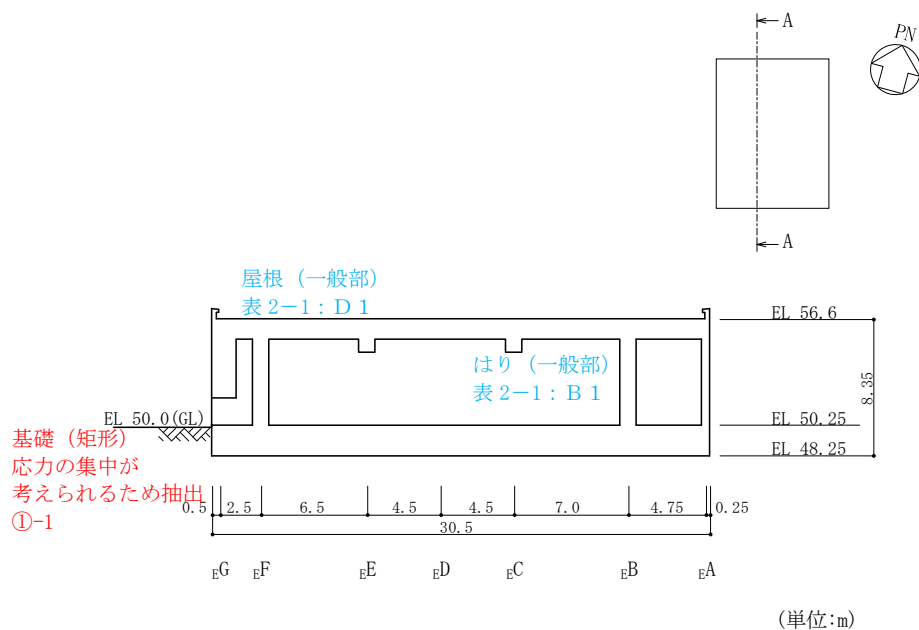 A
PN
A
屋根（一般部）
表 2－1：Ｄ１
EL 56.6
はり（一般部）
表 2－1：Ｂ１
8.35
EL 50.0(GL)
EL 50.25
基礎（矩形）
応力の集中が
考えられるため抽出
①-1
EL 48.25
0.5 2.5 6.5 4.5 4.5 7.0 4.75 0.25
30.5
EG EF EE ED EC EB EA
(単位:m)